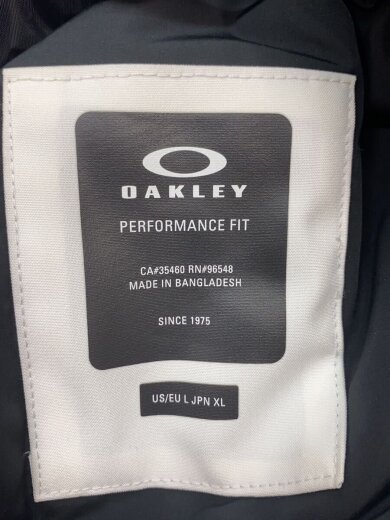 OAKLEY
PERFORMANCE FIT
CA#35460 RN#96548
MADE IN BANGLADESH
SINCE 1975
US/EU L JPN XL